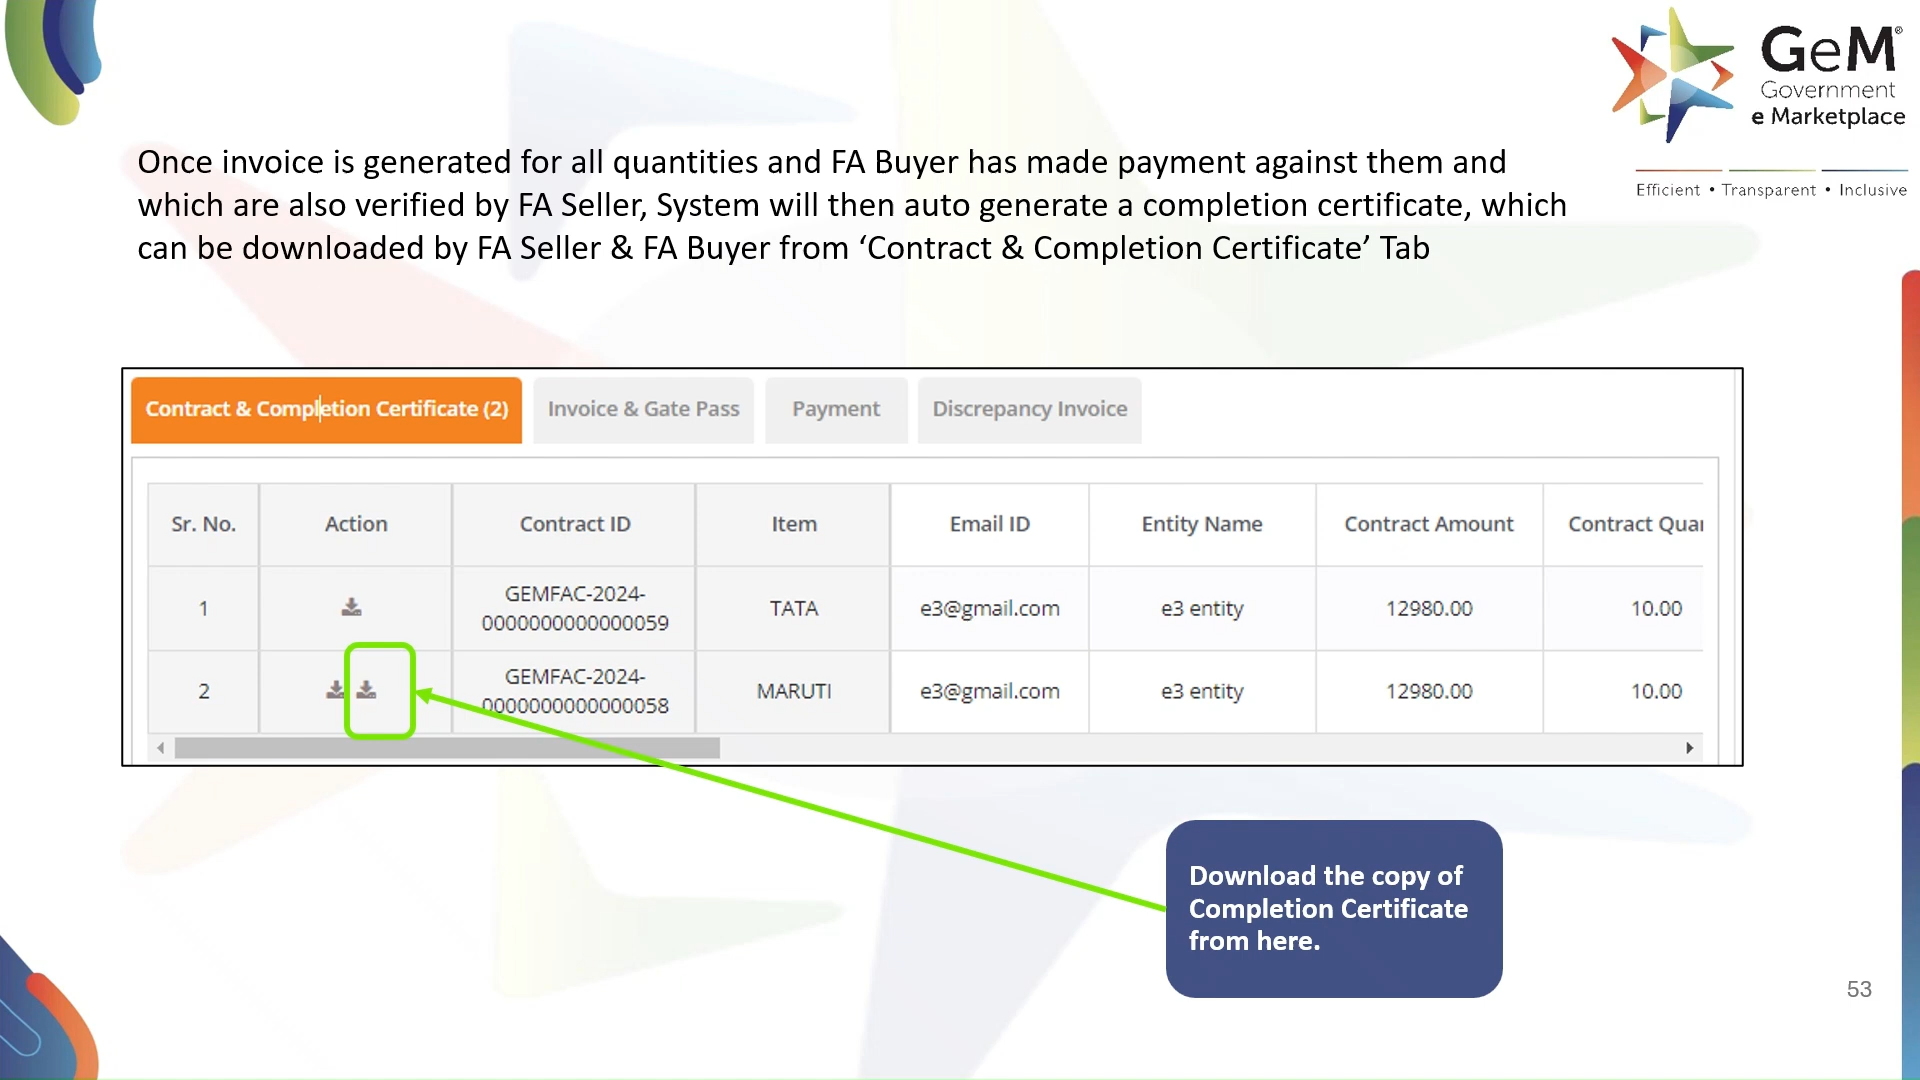 GeM®
Government
e Marketplace
Efficient • Transparent • Inclusive
Once invoice is generated for all quantities and FA Buyer has made payment against them and
which are also verified by FA Seller, System will then auto generate a completion certificate, which
can be downloaded by FA Seller & FA Buyer from ‘Contract & Completion Certificate’ Tab
Contract & Completion Certificate (2) Invoice & Gate Pass Payment Discrepancy Invoice
Sr. No. Action Contract ID Item Email ID Entity Name Contract Amount Contract Quar
1 GEMFAC-2024-0000000000000059 TATA e3@gmail.com e3 entity 12980.00 10.00
2 GEMFAC-2024-0000000000000058 MARUTI e3@gmail.com e3 entity 12980.00 10.00
Download the copy of
Completion Certificate
from here.
53